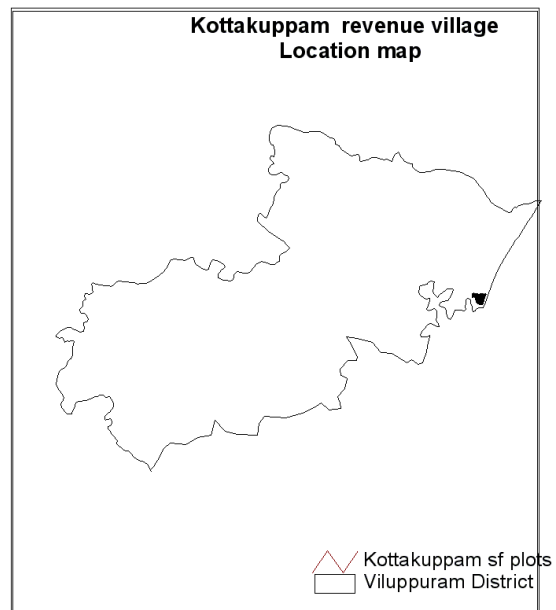 Kottakuppam revenue village
Location map
Kottakuppam sf plots
Viluppuram District